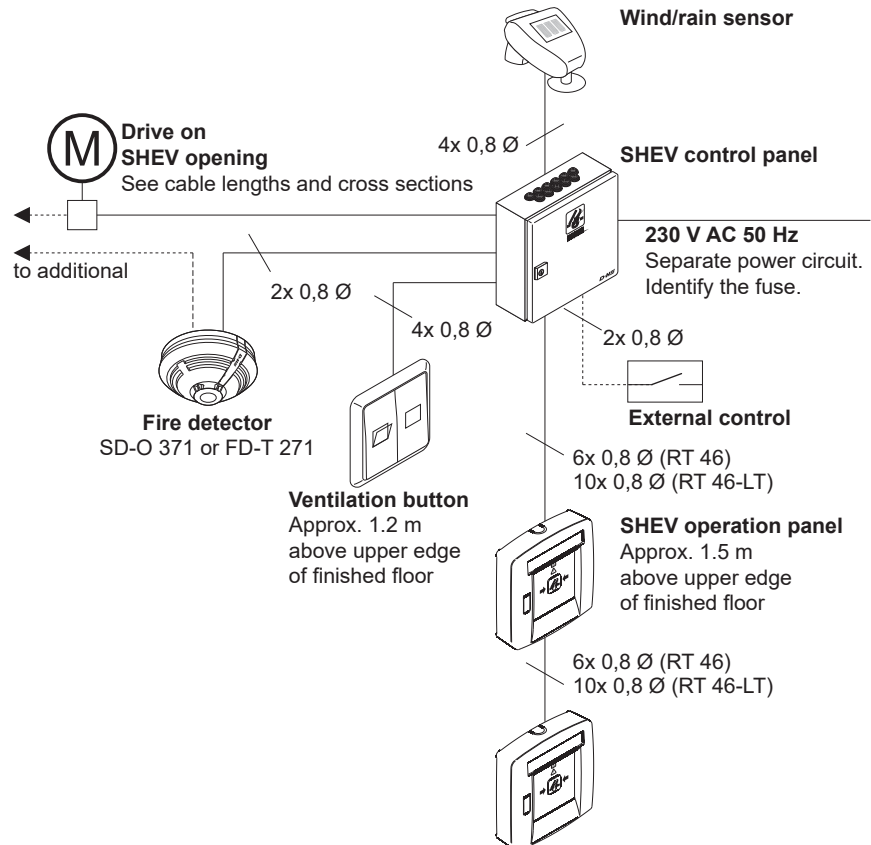 Wind/rain sensor
4x 0,8 Ø
M
Drive on
SHEV opening
See cable lengths and cross sections
SHEV control panel
230 V AC 50 Hz
Separate power circuit.
Identify the fuse.
to additional
2x 0,8 Ø
4x 0,8 Ø
2x 0,8 Ø
Fire detector
SD-O 371 or FD-T 271
External control
Ventilation button
Approx. 1.2 m
above upper edge
of finished floor
6x 0,8 Ø (RT 46)
10x 0,8 Ø (RT 46-LT)
SHEV operation panel
Approx. 1.5 m
above upper edge
of finished floor
6x 0,8 Ø (RT 46)
10x 0,8 Ø (RT 46-LT)